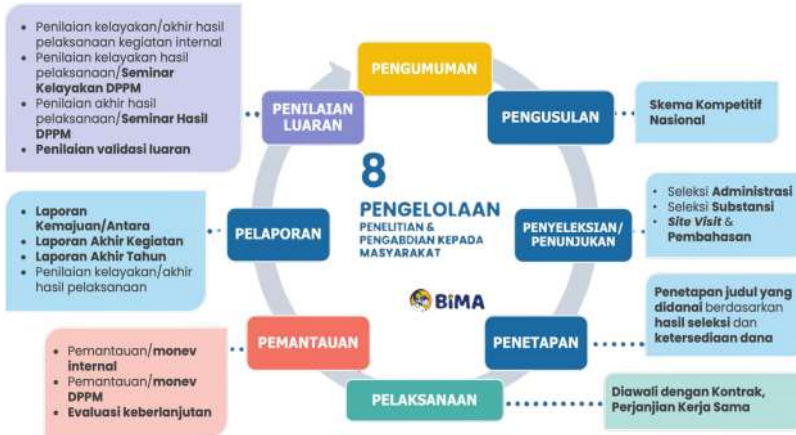 PENGUMUMAN
PENGUSULAN
Skema Kompetitif
Nasional
PENYELEKSIAN/
PENUNJUKAN
• Seleksi Administrasi
• Seleksi Substansi
• Site Visit &
Pembahasan
PENETAPAN
Penetapan judul yang
didanai berdasarkan
hasil seleksi dan
ketersediaan dana
PELAKSANAAN
Diawali dengan Kontrak,
Perjanjian Kerja Sama
PEMANTAUAN
• Pemantauan/monev
internal
• Pemantauan/monev
DPPM
• Evaluasi keberlanjutan
PELAPORAN
• Laporan
Kemajuan/Antara
• Laporan Akhir Kegiatan
• Laporan Akhir Tahun
• Penilaian kelayakan/akhir
hasil pelaksanaan
PENILAIAN
LUARAN
• Penilaian kelayakan/akhir hasil
pelaksanaan kegiatan internal
• Penilaian kelayakan hasil
pelaksanaan/Seminar
Kelayakan DPPM
• Penilaian akhir hasil
pelaksanaan/Seminar Hasil
DPPM
• Penilaian validasi luaran
8
PENGELOLAAN
PENELITIAN &
PENGABDIAN KEPADA
MASYARAKAT
BIMA